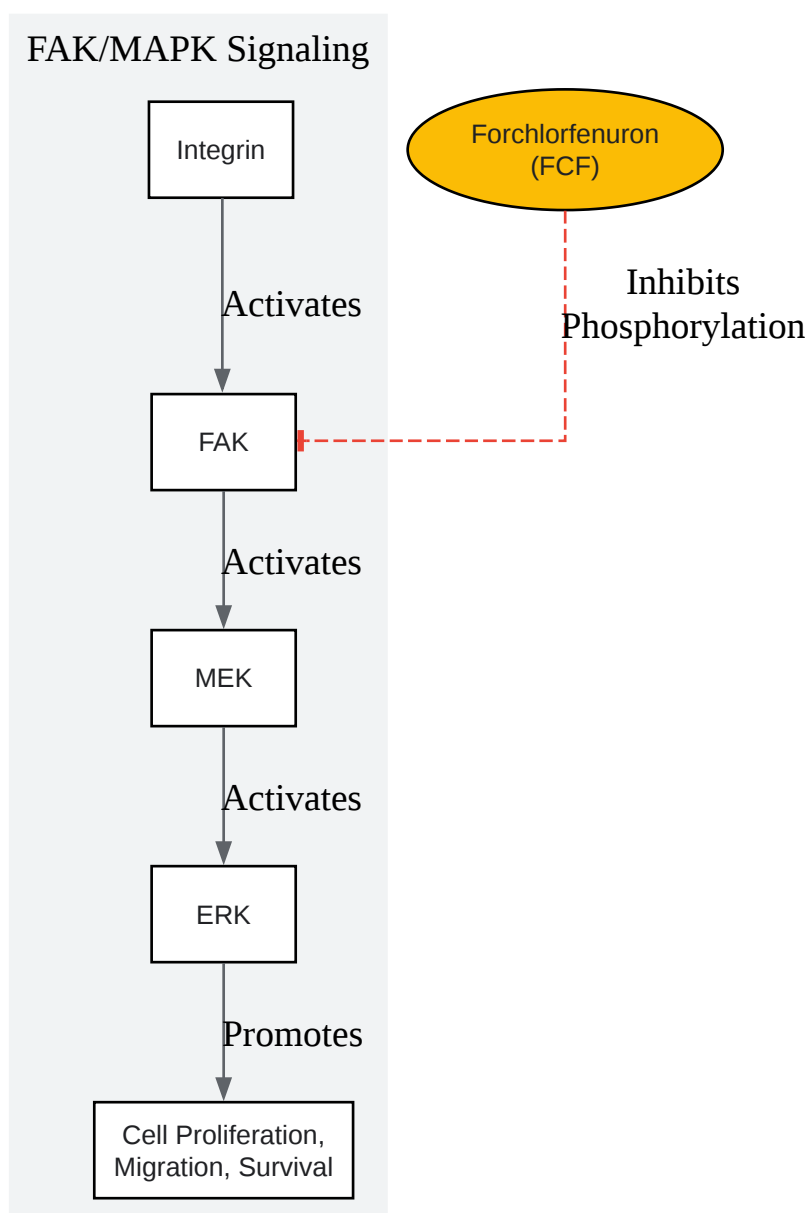 FAK/MAPK Signaling
Integrin
Forchlorfenuron
(FCF)
Activates
Inhibits
Phosphorylation
FAK
Activates
MEK
Activates
ERK
Promotes
Cell Proliferation,
Migration, Survival